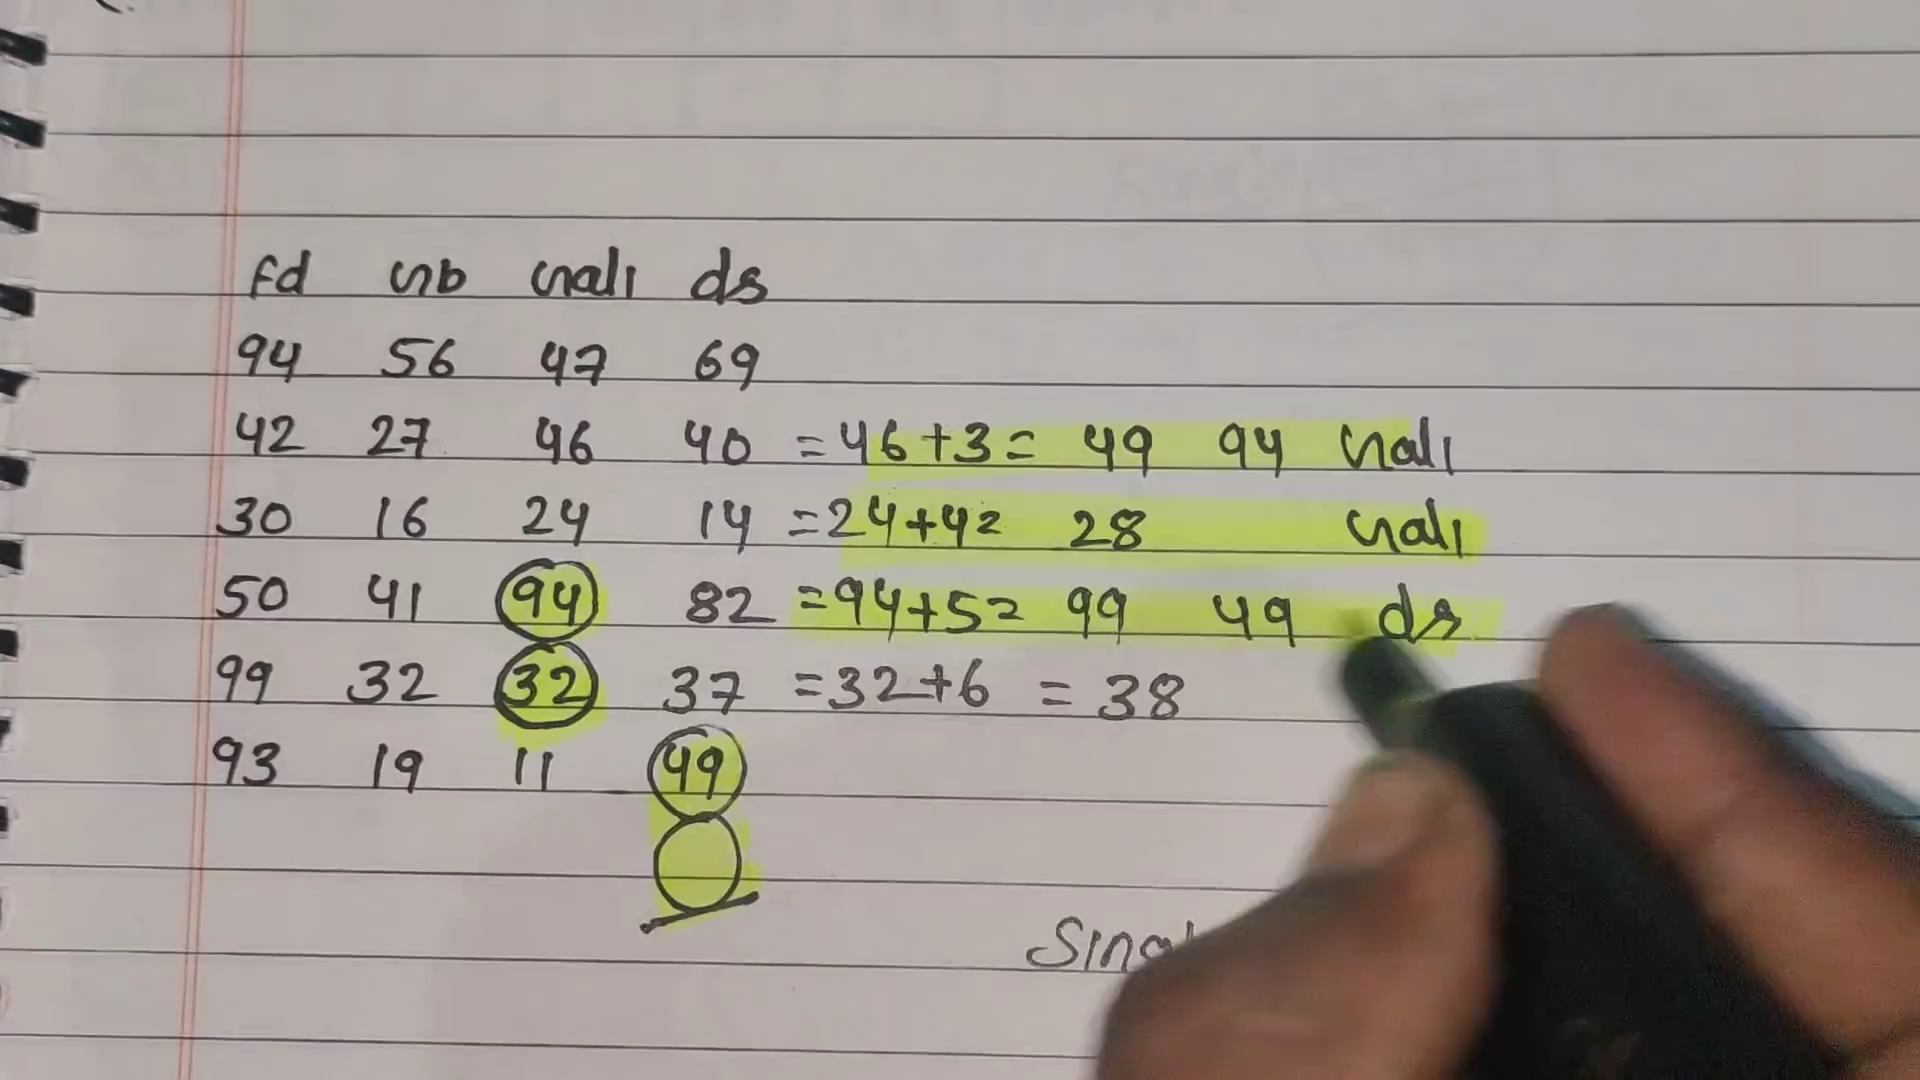 fd gb gali ds
94 56 47 69
42 27 46 40 =46+3= 49 94 gali
30 16 24 14 =24+4= 28 gali
50 41 94 82 =94+5= 99 49 ds
99 32 32 37 =32+6 = 38
93 19 11 49